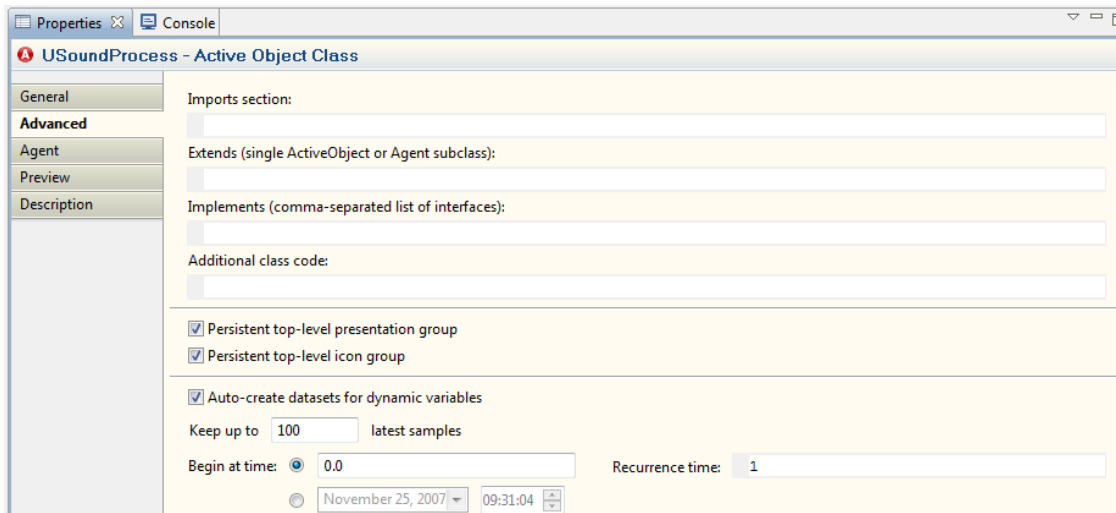 Properties Console
USoundProcess - Active Object Class
General
Advanced
Agent
Preview
Description
Imports section:
Extends (single ActiveObject or Agent subclass):
Implements (comma-separated list of interfaces):
Additional class code:
Persistent top-level presentation group
Persistent top-level icon group
Auto-create datasets for dynamic variables
Keep up to 100 latest samples
Begin at time: 0.0 Recurrence time: 1
November 25, 2007 09:31:04